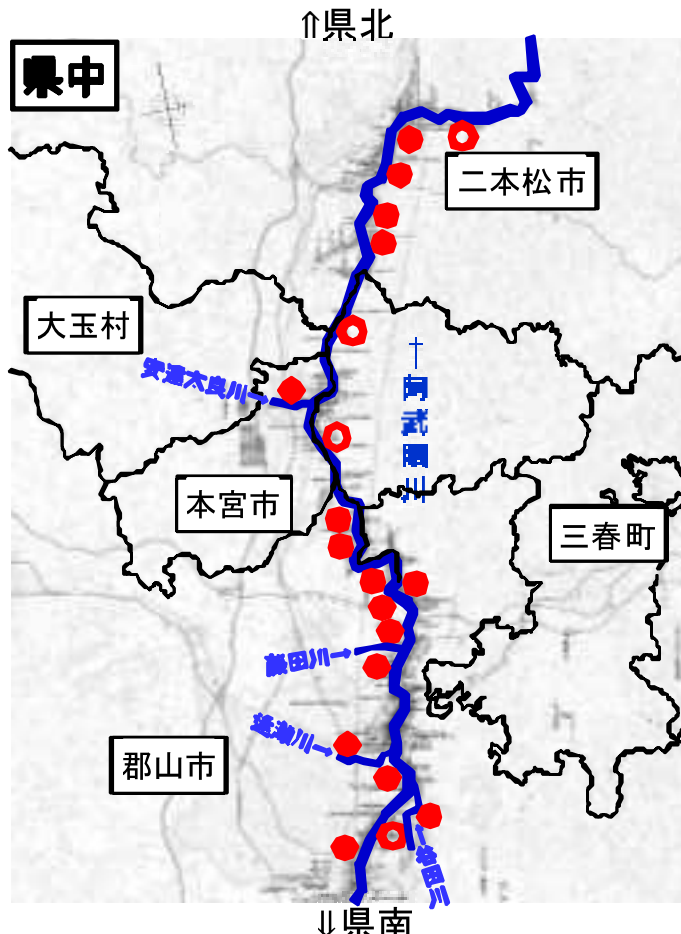 ⇑県北
県中
二本松市
大玉村
安達太良川→
←阿武隈川
本宮市
三春町
藤田川→
逢瀬川→
郡山市
←谷田川
⇓県南